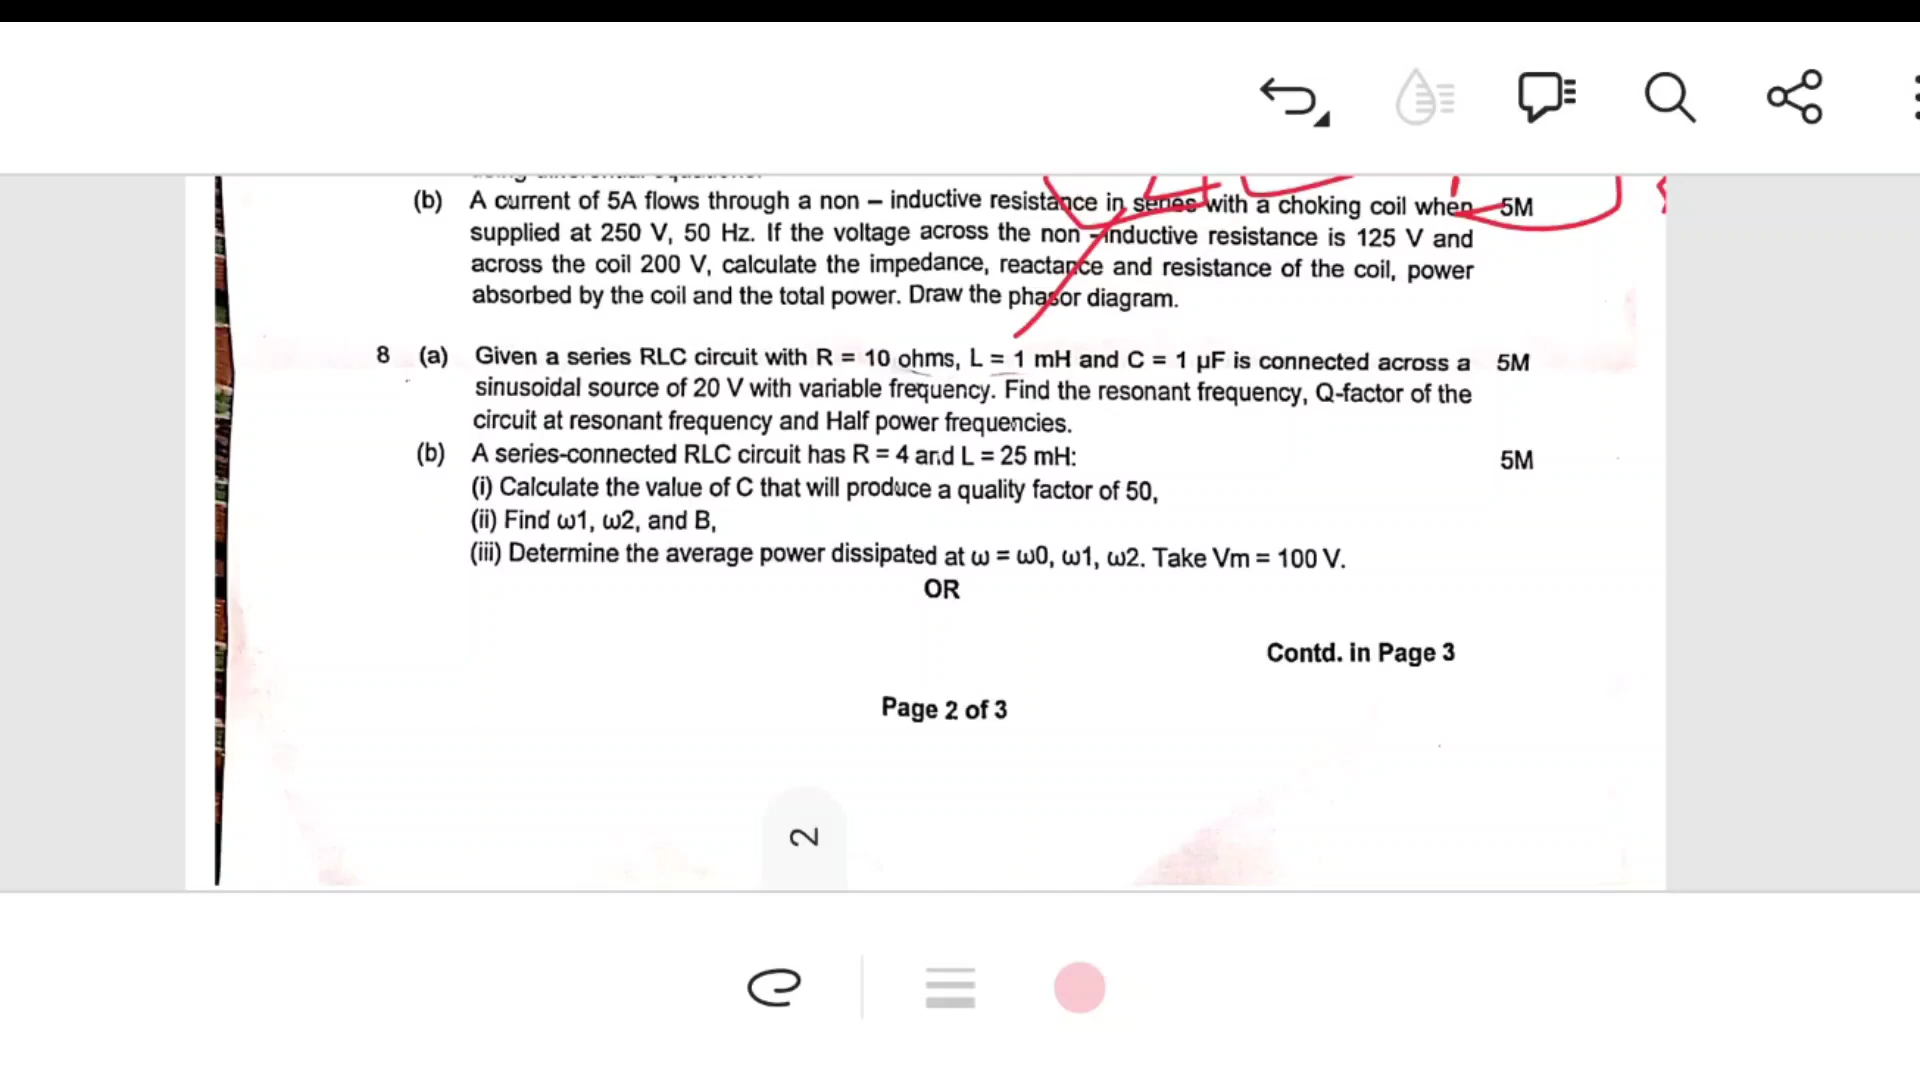 (b) A current of 5A flows through a non – inductive resistance in series with a choking coil when 5M
supplied at 250 V, 50 Hz. If the voltage across the non – inductive resistance is 125 V and
across the coil 200 V, calculate the impedance, reactance and resistance of the coil, power
absorbed by the coil and the total power. Draw the phasor diagram.
8 (a) Given a series RLC circuit with R = 10 ohms, L = 1 mH and C = 1 µF is connected across a 5M
sinusoidal source of 20 V with variable frequency. Find the resonant frequency, Q-factor of the
circuit at resonant frequency and Half power frequencies.
(b) A series-connected RLC circuit has R = 4 and L = 25 mH: 5M
(i) Calculate the value of C that will produce a quality factor of 50,
(ii) Find ω1, ω2, and B,
(iii) Determine the average power dissipated at ω = ω0, ω1, ω2. Take Vm = 100 V.
OR
Contd. in Page 3
Page 2 of 3
2